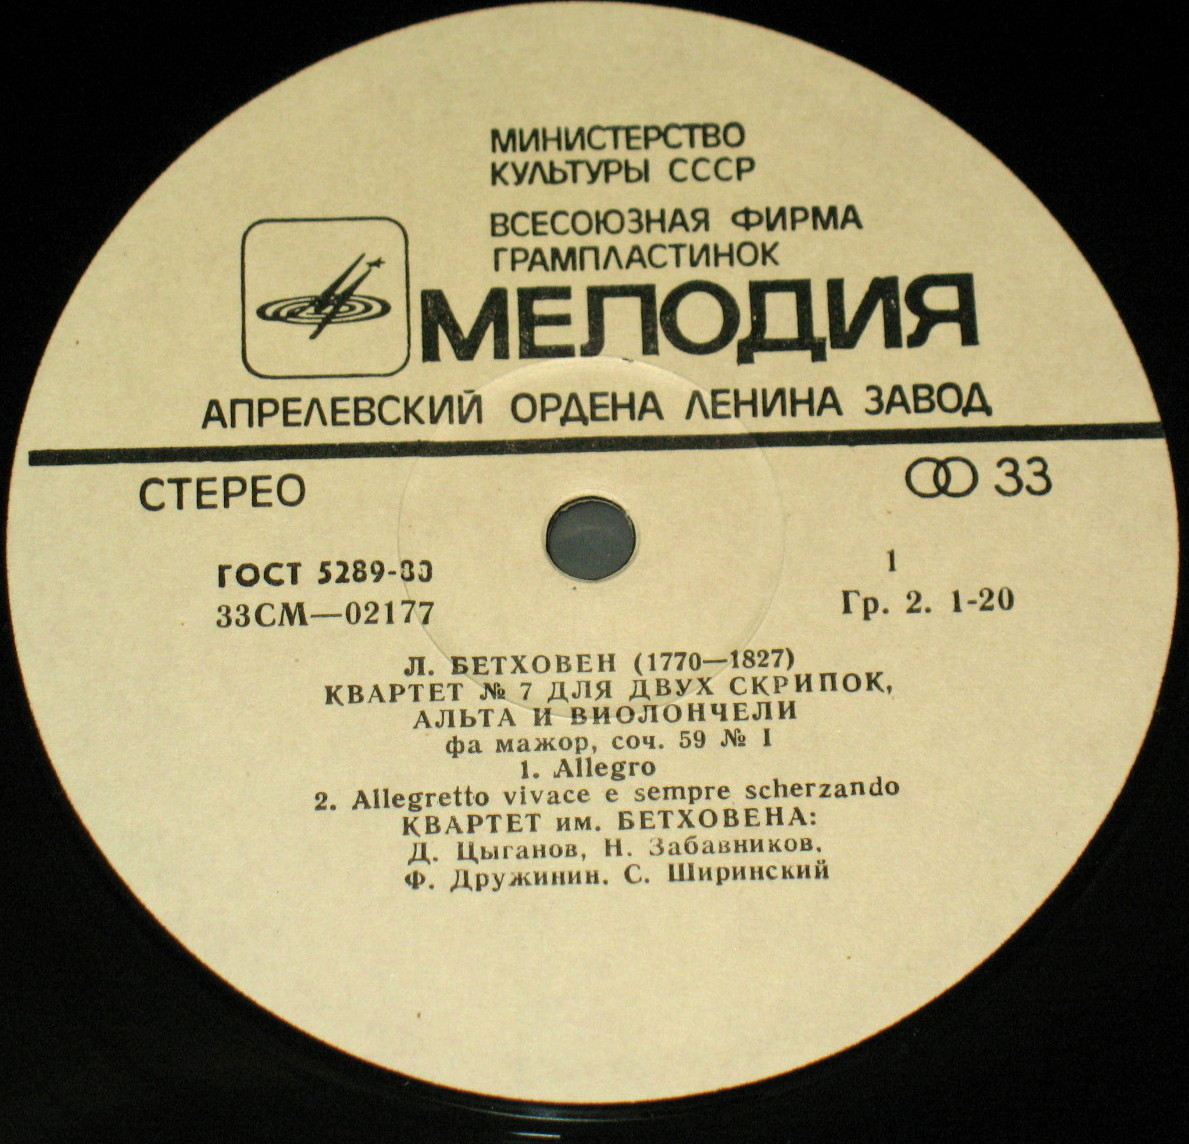 МИНИСТЕРСТВО
КУЛЬТУРЫ СССР
ВСЕСОЮЗНАЯ ФИРМА
ГРАМПЛАСТИНОК
МЕЛОДИЯ
АПРЕЛЕВСКИЙ ОРДЕНА ЛЕНИНА ЗАВОД
СТЕРЕО
33
ГОСТ 5289-80
1
33СМ—02177
Гр. 2. 1-20
Л. БЕТХОВЕН (1770—1827)
КВАРТЕТ № 7 ДЛЯ ДВУХ СКРИПОК,
АЛЬТА И ВИОЛОНЧЕЛИ
фа мажор, соч. 59 № I
1. Allegro
2. Allegretto vivace e sempre scherzando
КВАРТЕТ им. БЕТХОВЕНА:
Д. Цыганов, Н. Забавников,
Ф. Дружинин. С. Ширинский